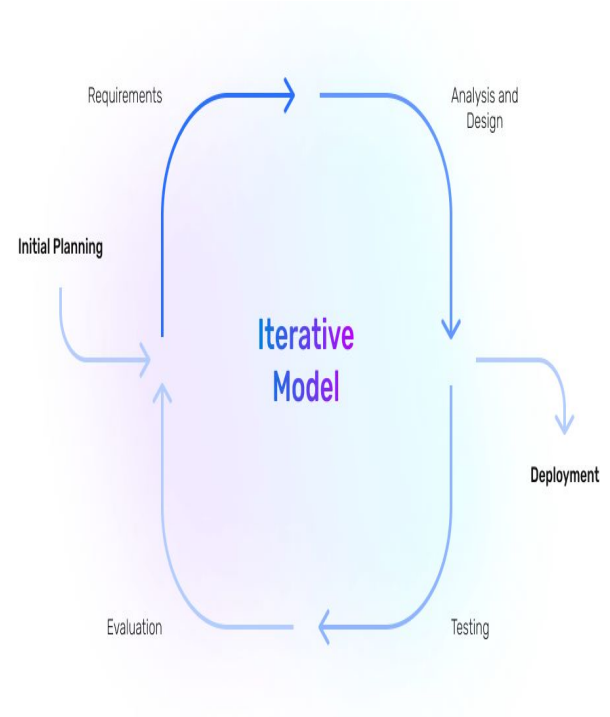 Requirements
Analysis and
Design
Initial Planning
Iterative
Model
Deployment
Evaluation
Testing